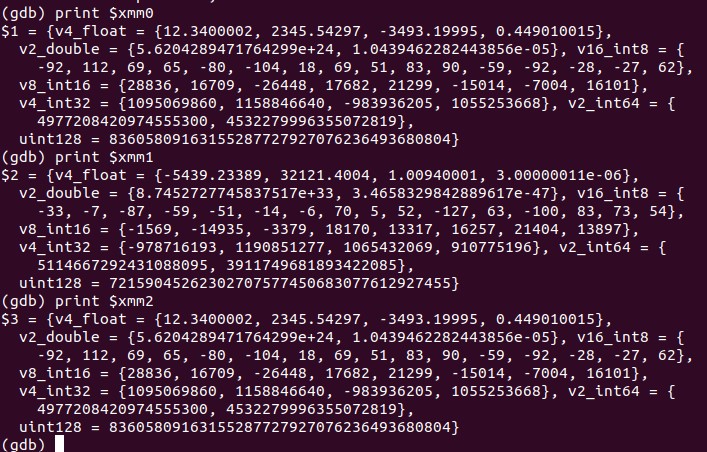 (gdb) print $xmm0
$1 = {v4_float = {12.3400002, 2345.54297, -3493.19995, 0.449010015},
v2_double = {5.6204289471764299e+24, 1.0439462282443856e-05}, v16_int8 = {
-92, 112, 69, 65, -80, -104, 18, 69, 51, 83, 90, -59, -92, -28, -27, 62},
v8_int16 = {28836, 16709, -26448, 17682, 21299, -15014, -7004, 16101},
v4_int32 = {1095069860, 1158846640, -983936205, 1055253668}, v2_int64 = {
4977208420974555300, 4532279996355072819},
uint128 = 83605809163155287727927076236493680804}
(gdb) print $xmm1
$2 = {v4_float = {-5439.23389, 32121.4004, 1.00940001, 3.00000011e-06},
v2_double = {8.7452727745837517e+33, 3.4658329842889617e-47}, v16_int8 = {
-33, -7, -87, -59, -51, -14, -6, 70, 5, 52, -127, 63, -100, 83, 73, 54},
v8_int16 = {-1569, -14935, -3379, 18170, 13317, 16257, 21404, 13897},
v4_int32 = {-978716193, 1190851277, 1065432069, 910775196}, v2_int64 = {
5114667292431088095, 3911749681893422085},
uint128 = 72159045262302707577450683077612927455}
(gdb) print $xmm2
$3 = {v4_float = {12.3400002, 2345.54297, -3493.19995, 0.449010015},
v2_double = {5.6204289471764299e+24, 1.0439462282443856e-05}, v16_int8 = {
-92, 112, 69, 65, -80, -104, 18, 69, 51, 83, 90, -59, -92, -28, -27, 62},
v8_int16 = {28836, 16709, -26448, 17682, 21299, -15014, -7004, 16101},
v4_int32 = {1095069860, 1158846640, -983936205, 1055253668}, v2_int64 = {
4977208420974555300, 4532279996355072819},
uint128 = 83605809163155287727927076236493680804}
(gdb)